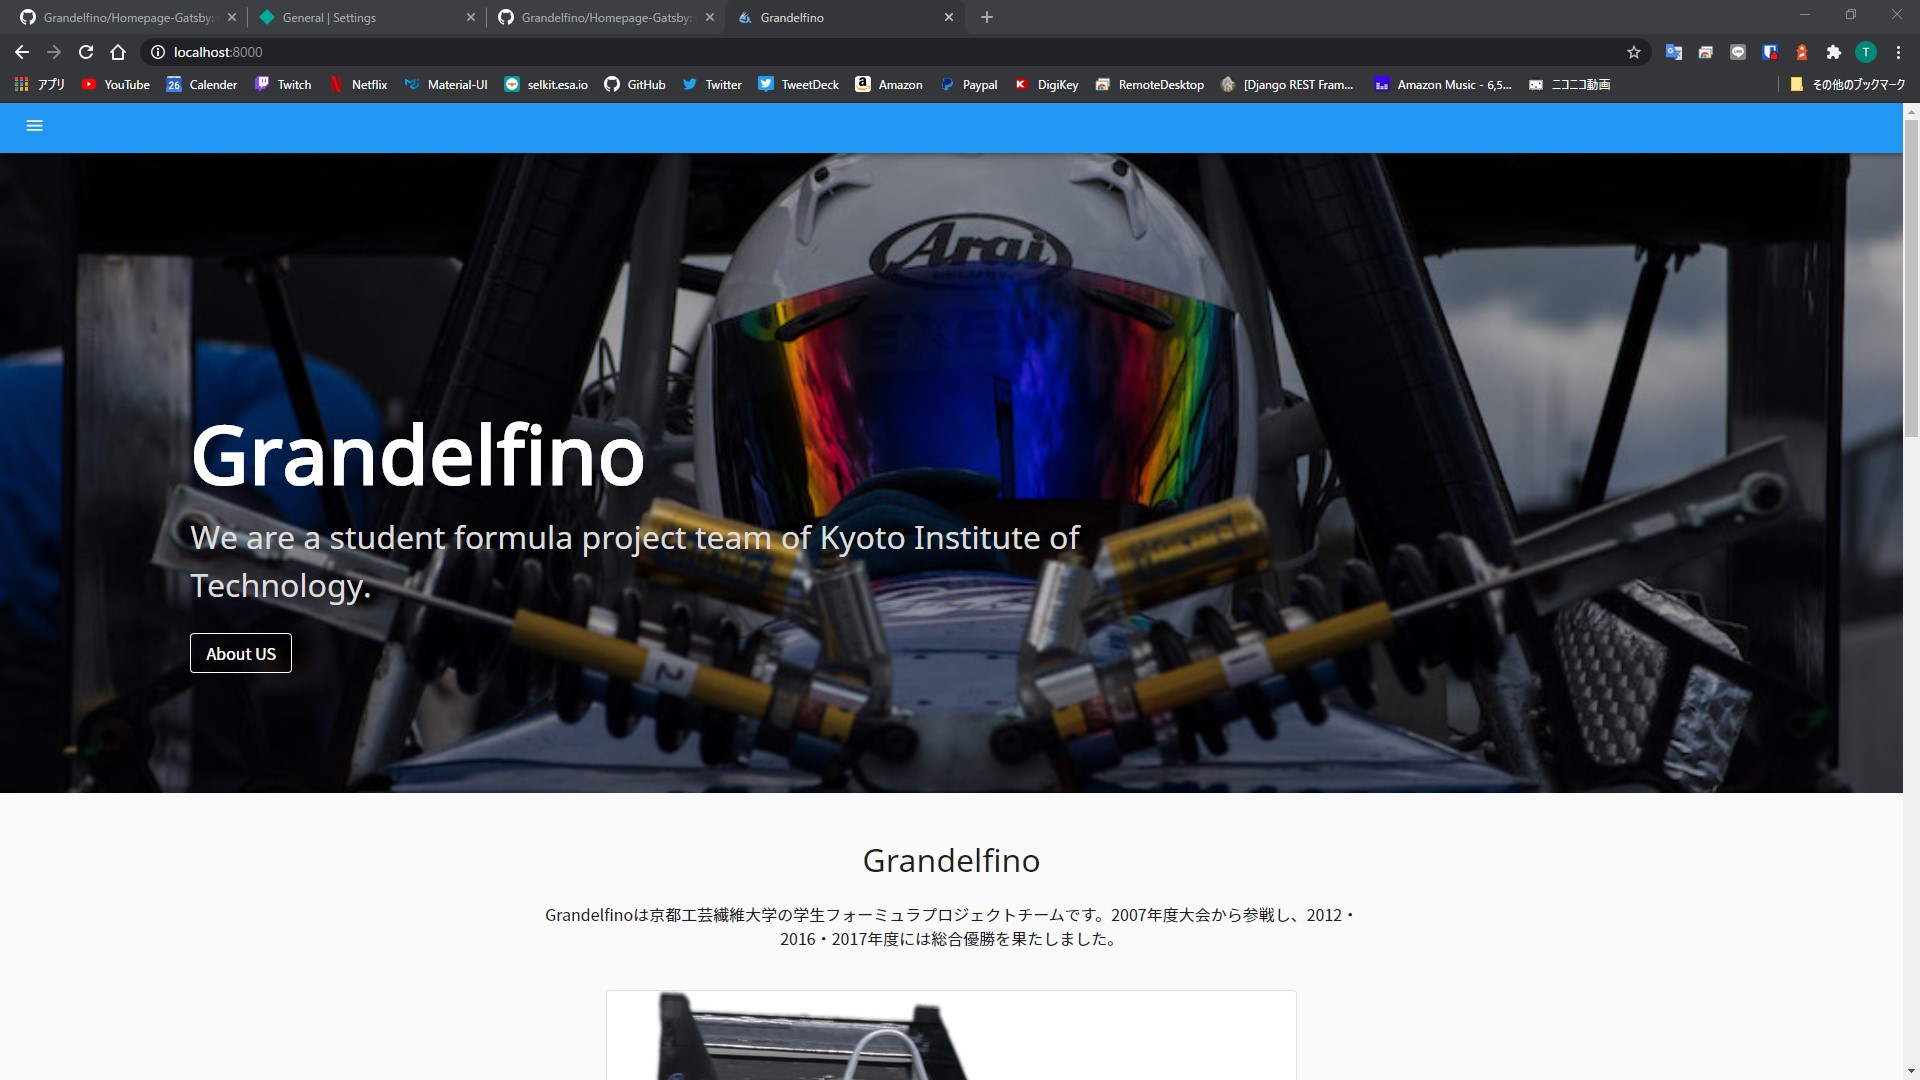 Grandelfino/Homepage-Gatsby:
General | Settings
Grandelfino/Homepage-Gatsby:
Grandelfino
localhost:8000
T
アプリ
YouTube
26
Calender
Twitch
Netflix
Material-UI
selkit.esa.io
GitHub
Twitter
TweetDeck
Amazon
Paypal
DigiKey
RemoteDesktop
[Django REST Fram...
Amazon Music - 6,5...
ニコニコ動画
その他のブックマーク
Arai
HELMET
Grandelfino
We are a student formula project team of Kyoto Institute of
Technology.
2
1
About US
Grandelfino
Grandelfinoは京都工芸繊維大学の学生フォーミュラプロジェクトチームです。2007年度大会から参戦し、2012・
2016・2017年度には総合優勝を果たしました。